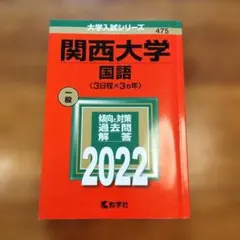 大学入試シリーズ
475
関西大学
国語
〈3日程×3カ年〉
一般
傾向と対策
過去問
解答
2022
教学社